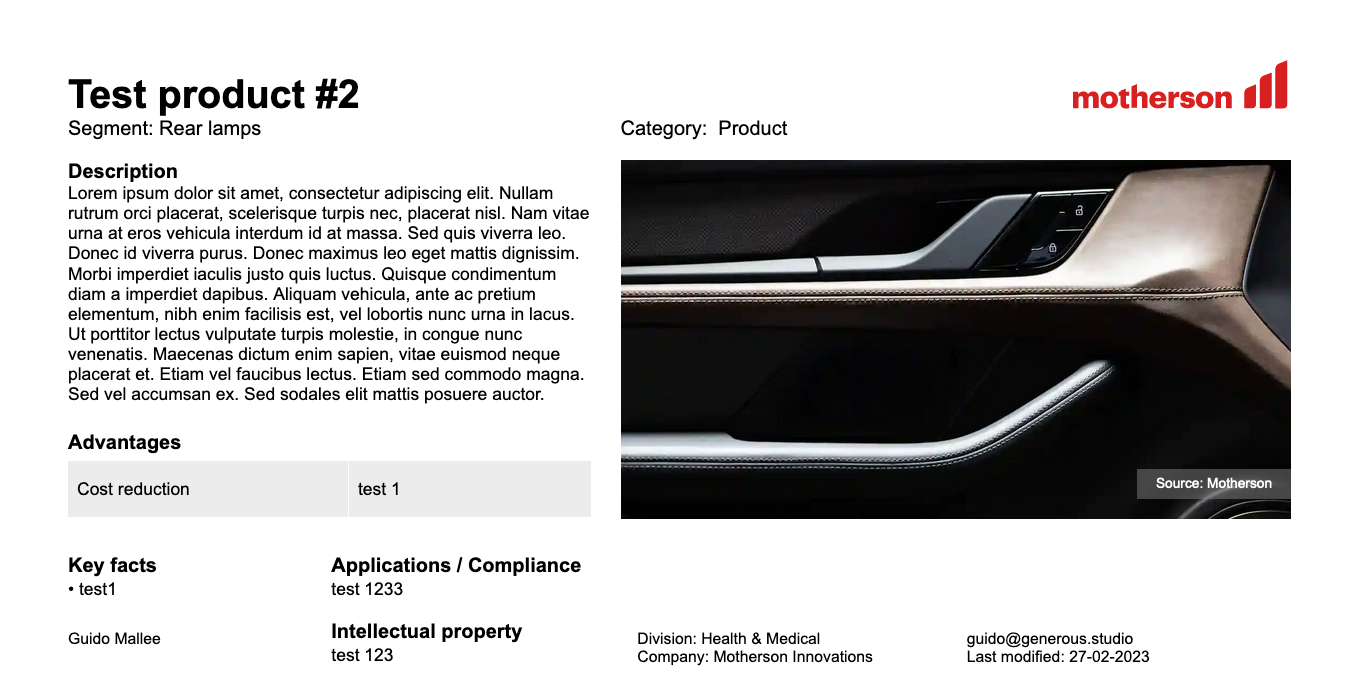 Test product #2
motherson
Segment: Rear lamps
Category: Product
Description
Lorem ipsum dolor sit amet, consectetur adipiscing elit. Nullam
rutrum orci placerat, scelerisque turpis nec, placerat nisl. Nam vitae
urna at eros vehicula interdum id at massa. Sed quis viverra leo.
Donec id viverra purus. Donec maximus leo eget mattis dignissim.
Morbi imperdiet iaculis justo quis luctus. Quisque condimentum
diam a imperdiet dapibus. Aliquam vehicula, ante ac pretium
elementum, nibh enim facilisis est, vel lobortis nunc urna in lacus.
Ut porttitor lectus vulputate turpis molestie, in congue nunc
venenatis. Maecenas dictum enim sapien, vitae euismod neque
placerat et. Etiam vel faucibus lectus. Etiam sed commodo magna.
Sed vel accumsan ex. Sed sodales elit mattis posuere auctor.
Advantages
Cost reduction
test 1
Source: Motherson
Key facts
• test1
Applications / Compliance
test 1233
Intellectual property
test 123
Guido Mallee
Division: Health & Medical
Company: Motherson Innovations
guido@generous.studio
Last modified: 27-02-2023